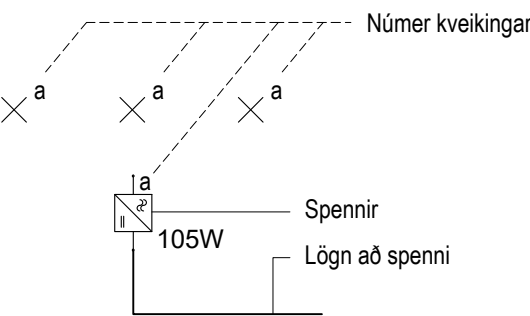 Númer kveikingar
a
a
a
a
105W
Spennir
Lögn að spenni